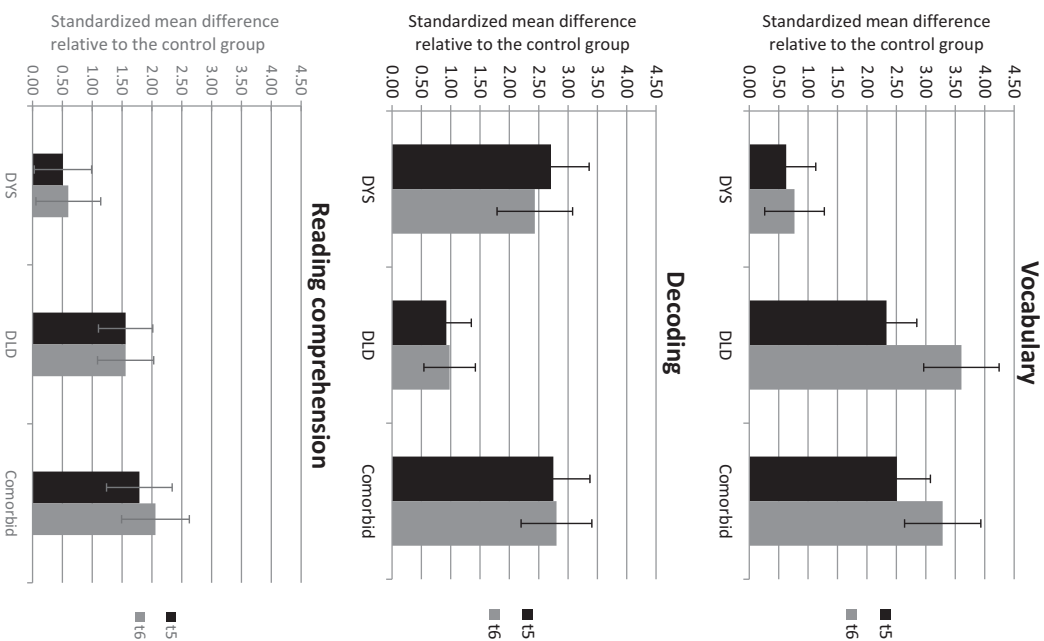 Vocabulary
Standardized mean difference
relative to the control group
4.50
4.00
3.50
3.00
2.50
2.00
1.50
1.00
0.50
0.00
DYS
DLD
Comorbid
t5
t6
Decoding
Standardized mean difference
relative to the control group
4.50
4.00
3.50
3.00
2.50
2.00
1.50
1.00
0.50
0.00
DYS
DLD
Comorbid
t5
t6
Reading comprehension
Standardized mean difference
relative to the control group
4.50
4.00
3.50
3.00
2.50
2.00
1.50
1.00
0.50
0.00
DYS
DLD
Comorbid
t5
t6